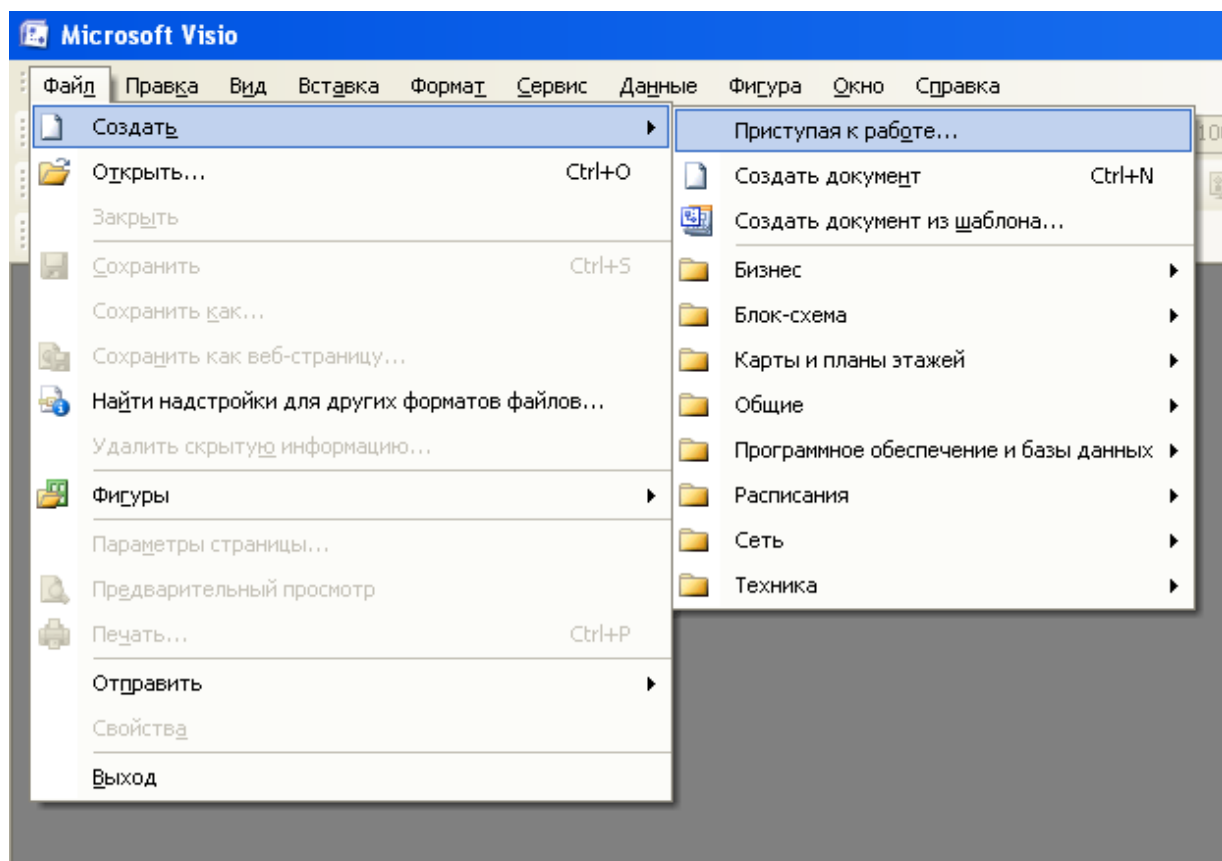 Microsoft Visio
Файл Правка Вид Вставка Формат Сервис Данные Фигура Окно Справка
Создать
Открыть... Ctrl+O
Закрыть
Сохранить Ctrl+S
Сохранить как...
Сохранить как веб-страницу...
Найти надстройки для других форматов файлов...
Удалить скрытую информацию...
Фигуры
Параметры страницы...
Предварительный просмотр
Печать... Ctrl+P
Отправить
Свойства
Выход
Приступая к работе...
Создать документ Ctrl+N
Создать документ из шаблона...
Бизнес
Блок-схема
Карты и планы этажей
Общие
Программное обеспечение и базы данных
Расписания
Сеть
Техника